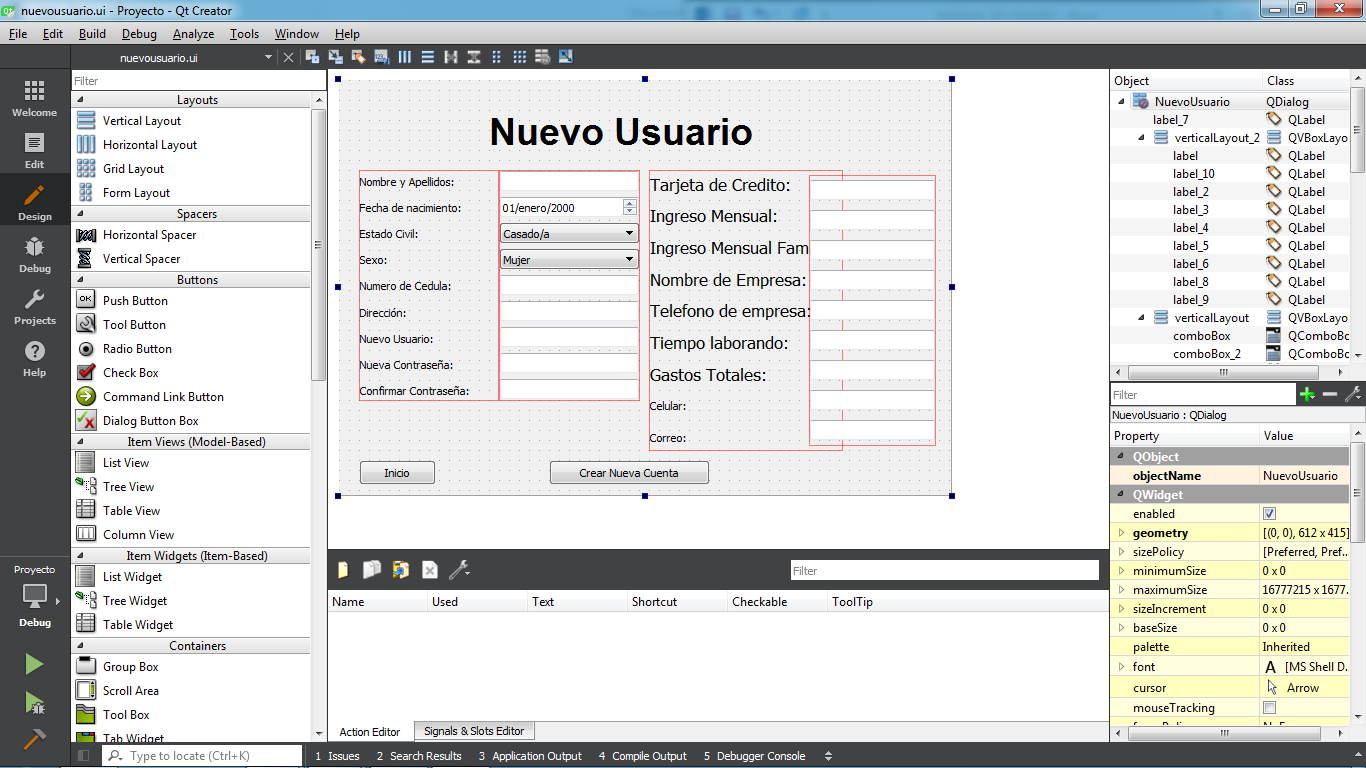 nuevousuario.ui - Proyecto - Qt Creator
File Edit Build Debug Analyze Tools Window Help
nuevousuario.ui
Welcome
Edit
Design
Debug
Projects
Help
Proyecto
Debug
Filter
Layouts
Vertical Layout
Horizontal Layout
Grid Layout
Form Layout
Spacers
Horizontal Spacer
Vertical Spacer
Buttons
Push Button
Tool Button
Radio Button
Check Box
Command Link Button
Dialog Button Box
Item Views (Model-Based)
List View
Tree View
Table View
Column View
Item Widgets (Item-Based)
List Widget
Tree Widget
Table Widget
Containers
Group Box
Scroll Area
Tool Box
Tab Widget
Nuevo Usuario
Nombre y Apellidos:
Fecha de nacimiento: 01/enero/2000
Estado Civil: Casado/a
Sexo: Mujer
Numero de Cedula:
Dirección:
Nuevo Usuario:
Nueva Contraseña:
Confirmar Contraseña:
Tarjeta de Credito:
Ingreso Mensual:
Ingreso Mensual Fam
Nombre de Empresa:
Telefono de empresa:
Tiempo laborando:
Gastos Totales:
Celular:
Correo:
Inicio Crear Nueva Cuenta
Filter
Name Used Text Shortcut Checkable ToolTip
Action Editor Signals & Slots Editor
Object Class
NuevoUsuario QDialog
label_7 QLabel
verticalLayout_2 QVBoxLayo
label QLabel
label_10 QLabel
label_2 QLabel
label_3 QLabel
label_4 QLabel
label_5 QLabel
label_6 QLabel
label_8 QLabel
label_9 QLabel
verticalLayout QVBoxLayo
comboBox QComboBo
comboBox_2 QComboBo
Filter
NuevoUsuario : QDialog
Property Value
QObject
objectName NuevoUsuario
QWidget
enabled
geometry [(0, 0), 612 x 415]
sizePolicy [Preferred, Pref...
minimumSize 0 x 0
maximumSize 16777215 x 1677...
sizeIncrement 0 x 0
baseSize 0 x 0
palette Inherited
font A [MS Shell D...
cursor Arrow
mouseTracking
Type to locate (Ctrl+K) 1 Issues 2 Search Results 3 Application Output 4 Compile Output 5 Debugger Console